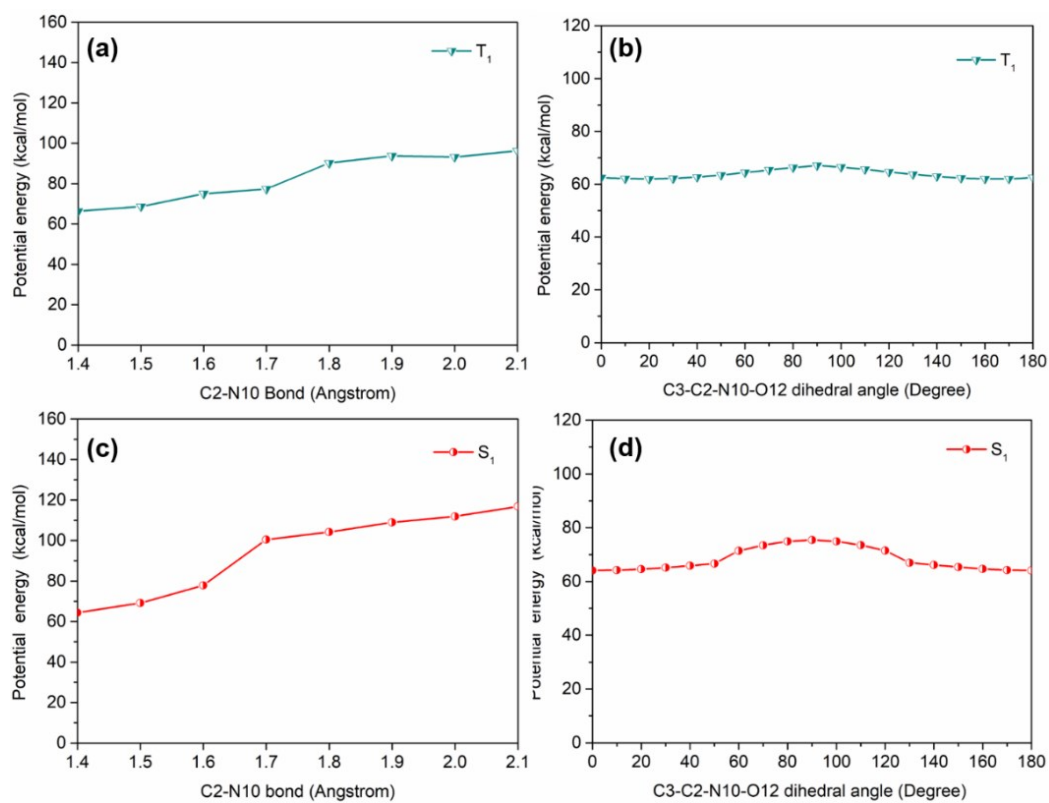 (a)
T1
Potential energy (kcal/mol)
160
140
120
100
80
60
40
20
0
1.4 1.5 1.6 1.7 1.8 1.9 2.0 2.1
C2-N10 Bond (Angstrom)
(b)
T1
Potential energy (kcal/mol)
120
100
80
60
40
20
0
0 20 40 60 80 100 120 140 160 180
C3-C2-N10-O12 dihedral angle (Degree)
(c)
S1
Potential energy (kcal/mol)
160
140
120
100
80
60
40
20
0
1.4 1.5 1.6 1.7 1.8 1.9 2.0 2.1
C2-N10 bond (Angstrom)
(d)
S1
Potential energy (kcal/mol)
120
100
80
60
40
20
0
0 20 40 60 80 100 120 140 160 180
C3-C2-N10-O12 dihedral angle (Degree)